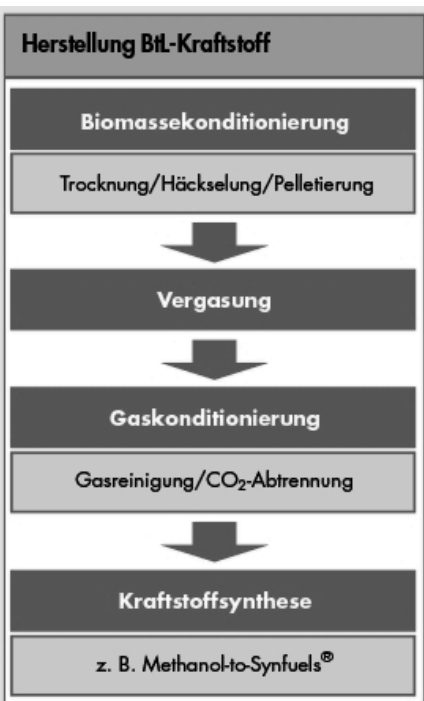 Herstellung BtL-Kraftstoff
Biomassekonditionierung
Trocknung/Häckselung/Pelletierung
Vergasung
Gaskonditionierung
Gasreinigung/CO₂-Abtrennung
Kraftstoffsynthese
z. B. Methanol-to-Synfuels®